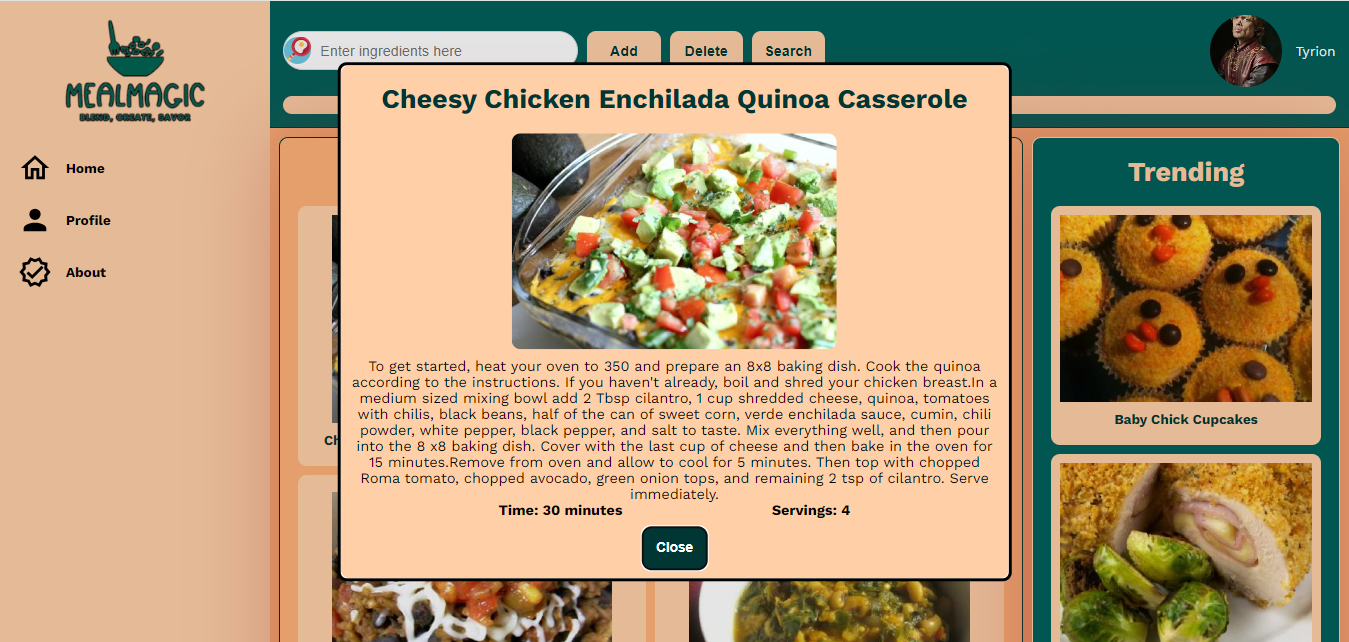 MEALMAGIC
BLEND, CREATE, SAVOR
Home
Profile
About
Enter ingredients here
Add
Delete
Search
Tyrion
Cheesy Chicken Enchilada Quinoa Casserole
To get started, heat your oven to 350 and prepare an 8x8 baking dish. Cook the quinoa
according to the instructions. If you haven't already, boil and shred your chicken breast.In a
medium sized mixing bowl add 2 Tbsp cilantro, 1 cup shredded cheese, quinoa, tomatoes
with chilis, black beans, half of the can of sweet corn, verde enchilada sauce, cumin, chili
powder, white pepper, black pepper, and salt to taste. Mix everything well, and then pour
into the 8 x8 baking dish. Cover with the last cup of cheese and then bake in the oven for
15 minutes.Remove from oven and allow to cool for 5 minutes. Then top with chopped
Roma tomato, chopped avocado, green onion tops, and remaining 2 tsp of cilantro. Serve
immediately.
Time: 30 minutes
Servings: 4
Close
Trending
Baby Chick Cupcakes